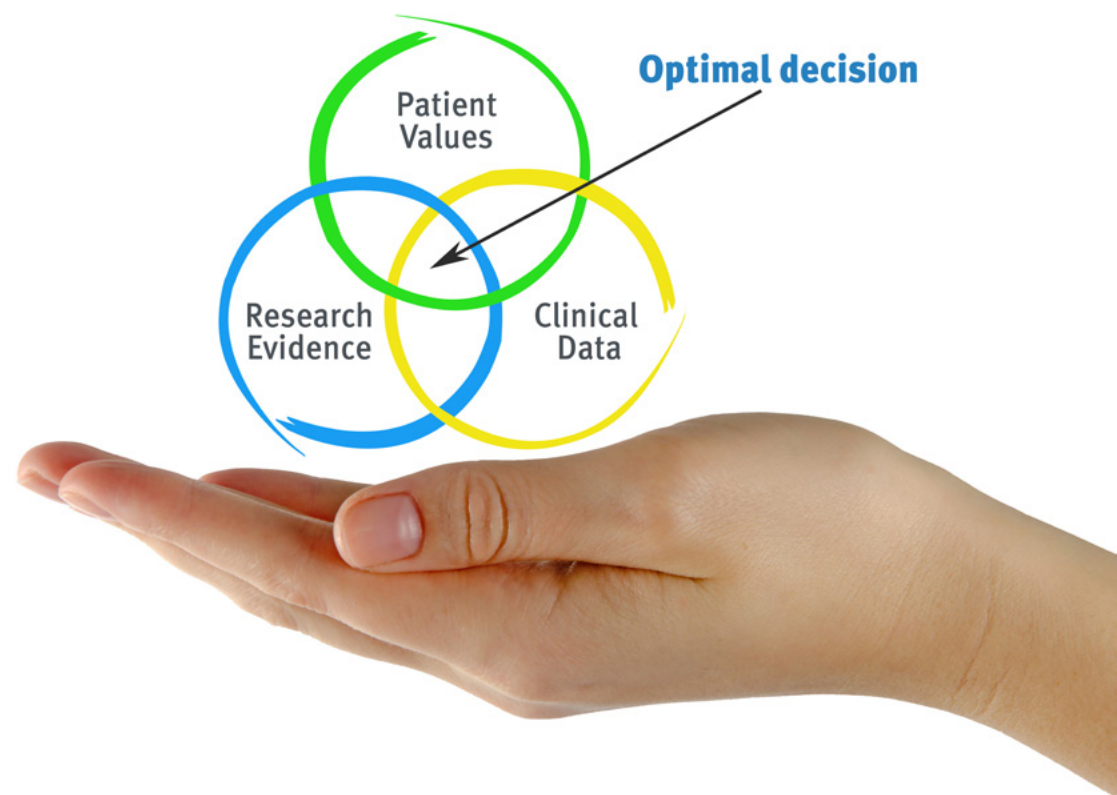 Optimal decision
Patient
Values
Research
Evidence
Clinical
Data